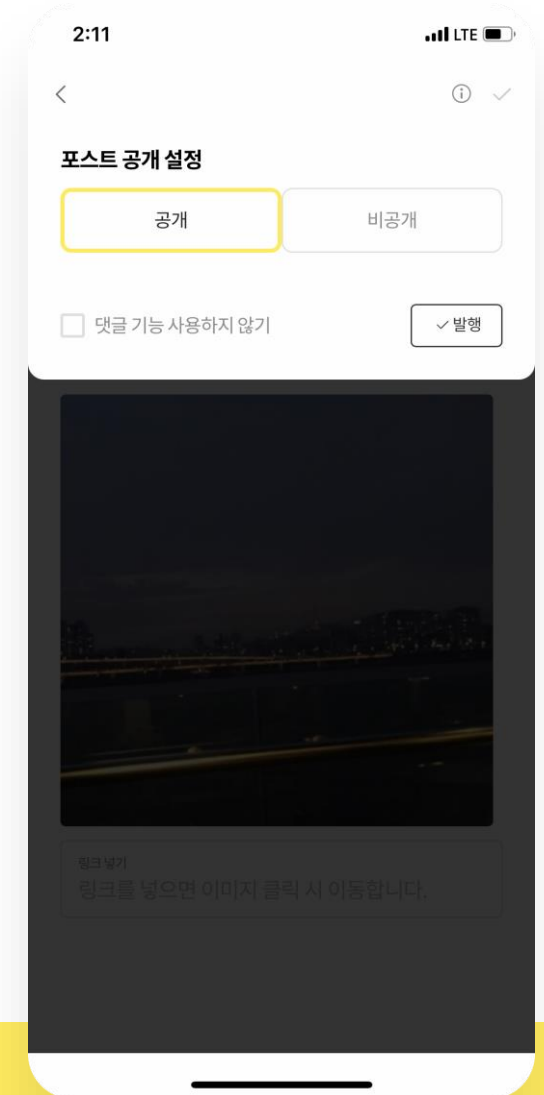 2:11
LTE
포스트 공개 설정
공개
비공개
댓글 기능 사용하지 않기
발행
링크 넣기
링크를 넣으면 이미지 클릭 시 이동합니다.